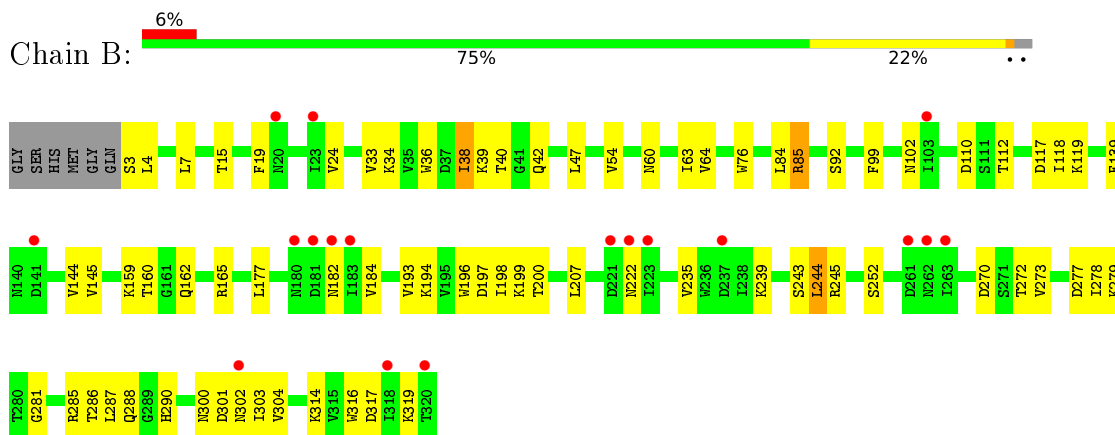 6%
Chain B:
75% 22% • •
GLY SER HIS MET GLY GLN S3 L4 L7 T15 F19 N20 I23 V24 V33 K34 V35 W36 D37 I38 K39 T40 G41 Q42 L47 V54 N60 I63 V64 W76 L84 R85 S92 F99 N102 I103 D110 S111 T112 D117 I118 K119
N140 D141 V144 V145 K159 T160 G161 Q162 R165 L177 N180 D181 N182 I183 V184 V193 K194 V195 W196 D197 I198 K199 T200 L207 D221 N222 I223 V235 W236 D237 I238 K239 S243 L244 R245 S252 D261 N262 I263 D270 S271 T272 V273 D277 I278 K279
T280 G281 R285 T286 L287 Q288 G289 H290 N300 D301 N302 I303 V304 K314 V315 W316 D317 I318 K319 T320